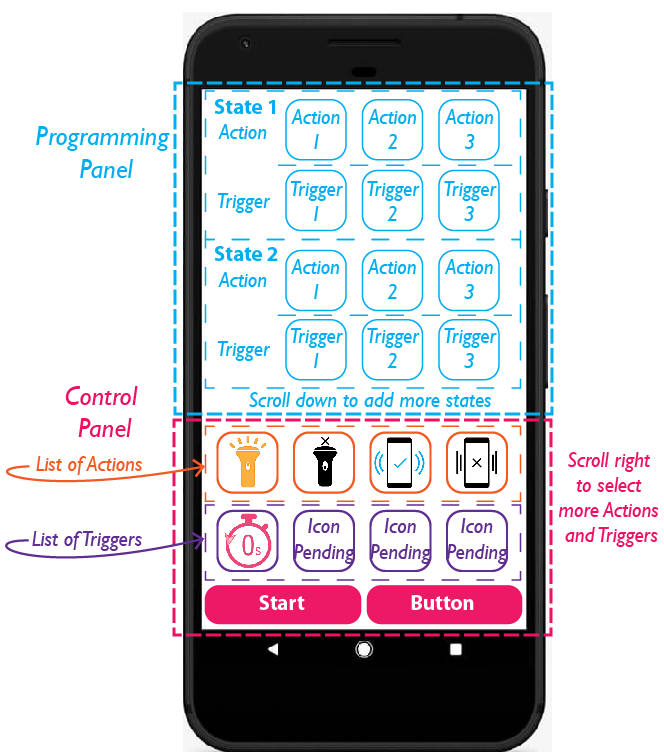 Programming
Panel
State 1
Action
Action
1
Action
2
Action
3
Trigger
Trigger
1
Trigger
2
Trigger
3
State 2
Action
Action
1
Action
2
Action
3
Trigger
Trigger
1
Trigger
2
Trigger
3
Scroll down to add more states
Control
Panel
List of Actions
List of Triggers
0s
Icon
Pending
Icon
Pending
Icon
Pending
Scroll right
to select
more Actions
and Triggers
Start
Button